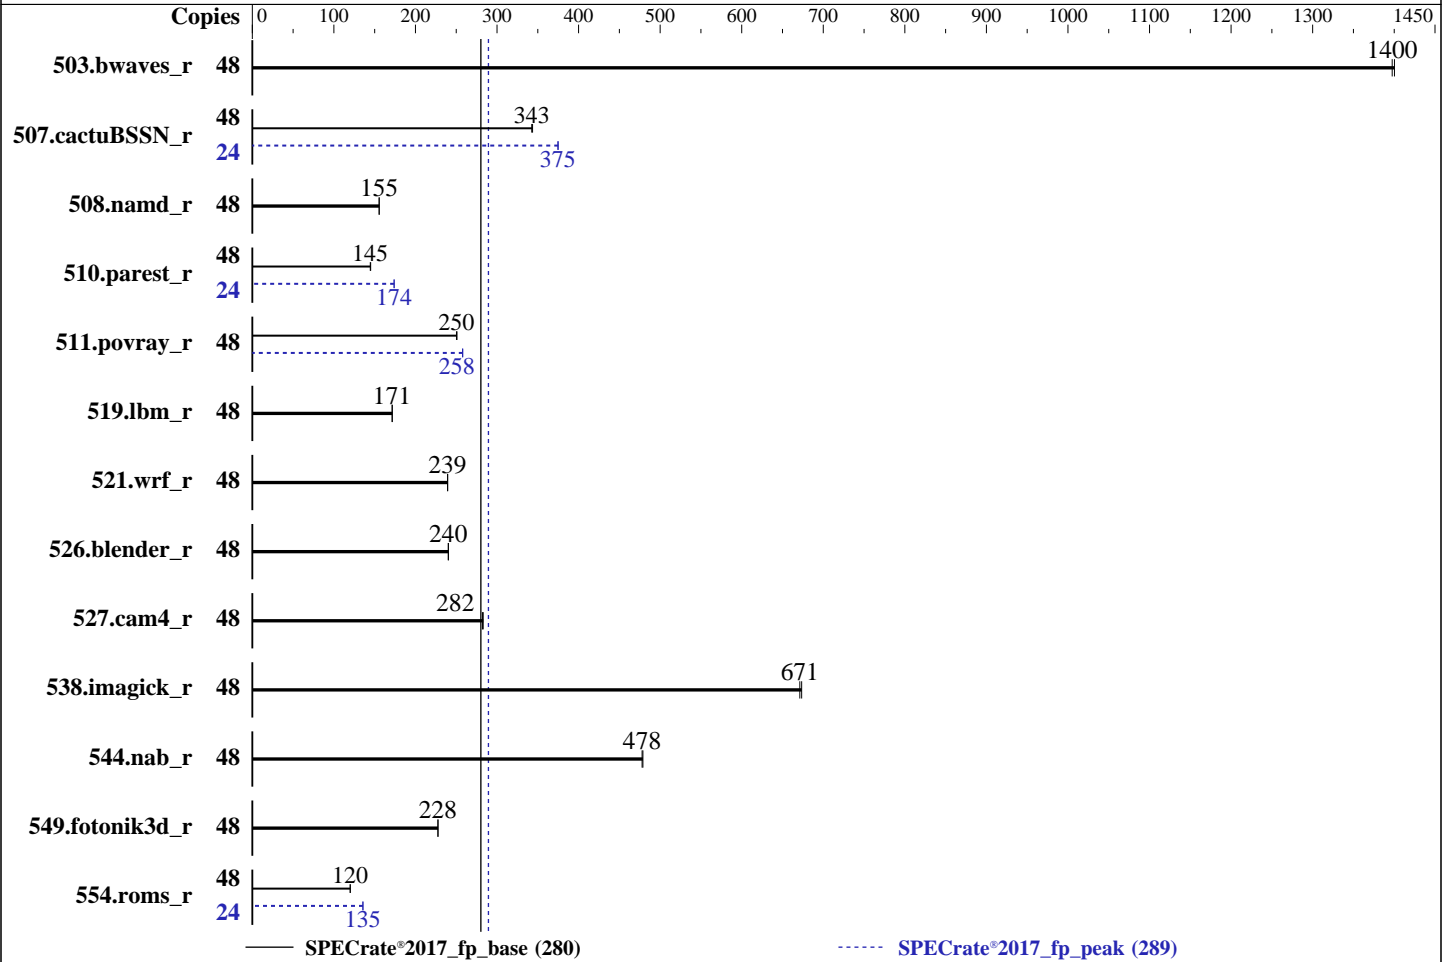 Copies 0 100 200 300 400 500 600 700 800 900 1000 1100 1200 1300 1450
503.bwaves_r 48 1400
507.cactuBSSN_r 48 343
24 375
508.namd_r 48 155
510.parest_r 48 145
24 174
511.povray_r 48 250
258
519.lbm_r 48 171
521.wrf_r 48 239
526.blender_r 48 240
527.cam4_r 48 282
538.imagick_r 48 671
544.nab_r 48 478
549.fotonik3d_r 48 228
554.roms_r 48 120
24 135
SPECrate®2017_fp_base (280) SPECrate®2017_fp_peak (289)